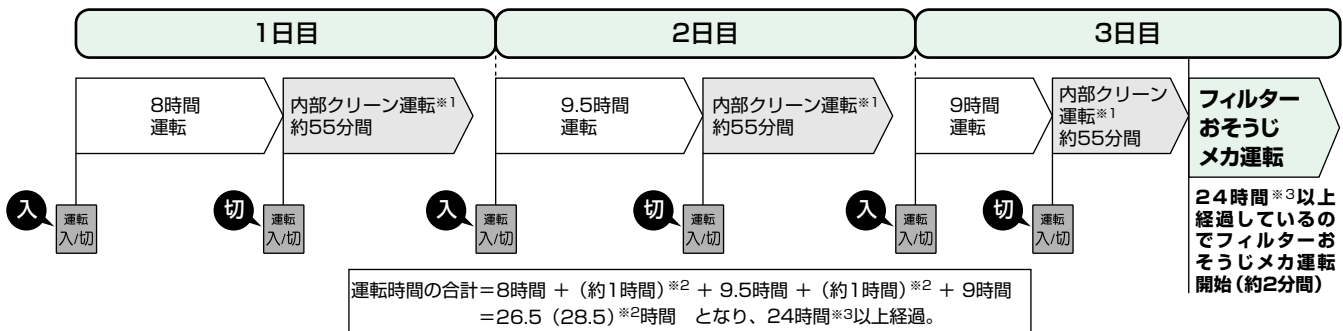 1日目
2日目
3日目
8時間
運転
内部クリーン運転※1
約55分間
9.5時間
運転
内部クリーン運転※1
約55分間
9時間
運転
内部クリーン
運転※1
約55分間
フィルター
おそうじ
メカ運転
入
運転
入/切
切
運転
入/切
入
運転
入/切
切
運転
入/切
入
運転
入/切
切
運転
入/切
24時間※3以上
経過しているの
でフィルターお
そうじメカ運転
開始(約2分間)
運転時間の合計=8時間 + (約1時間)※2 + 9.5時間 + (約1時間)※2 + 9時間
=26.5 (28.5)※2時間 となり、24時間※3以上経過。